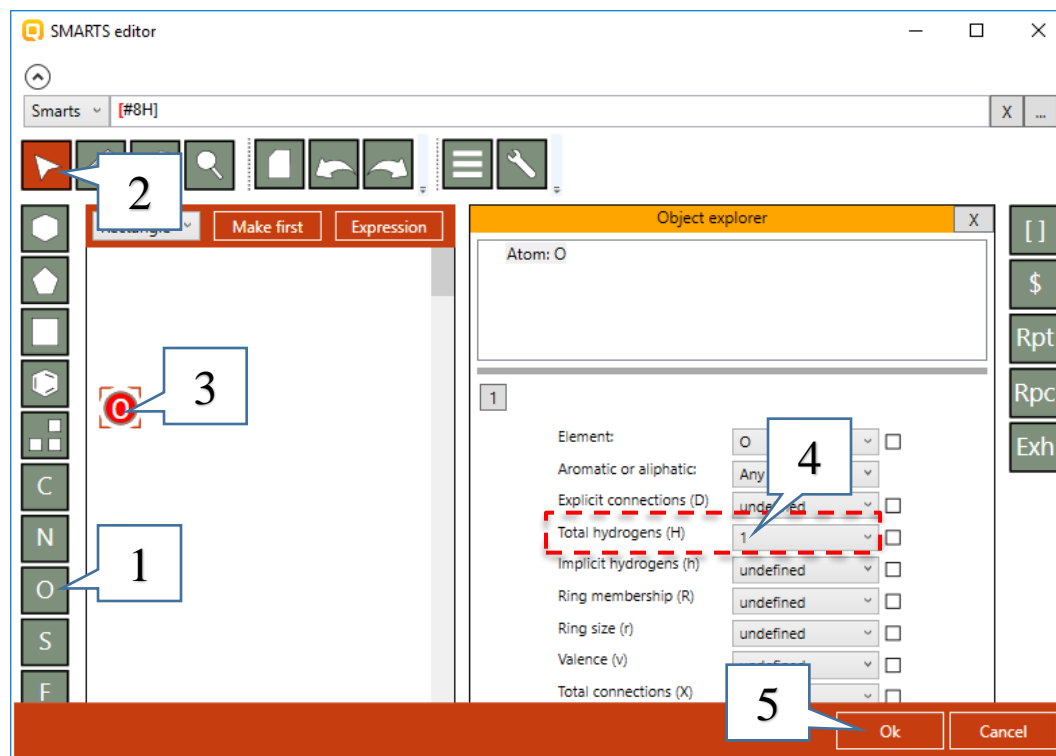 SMARTS editor
Smarts [#8H] X ...
2
Make first Expression
Object explorer X
Atom: O
[ ]
$
Rpt
Rpc
Exh
3
O
1
Element: O
4
Aromatic or aliphatic: Any
Explicit connections (D) undefined
Total hydrogens (H) 1
Implicit hydrogens (h) undefined
Ring membership (R) undefined
Ring size (r) undefined
Valence (v)
Total connections (X)
C
N
1
O
S
F
5
Ok Cancel